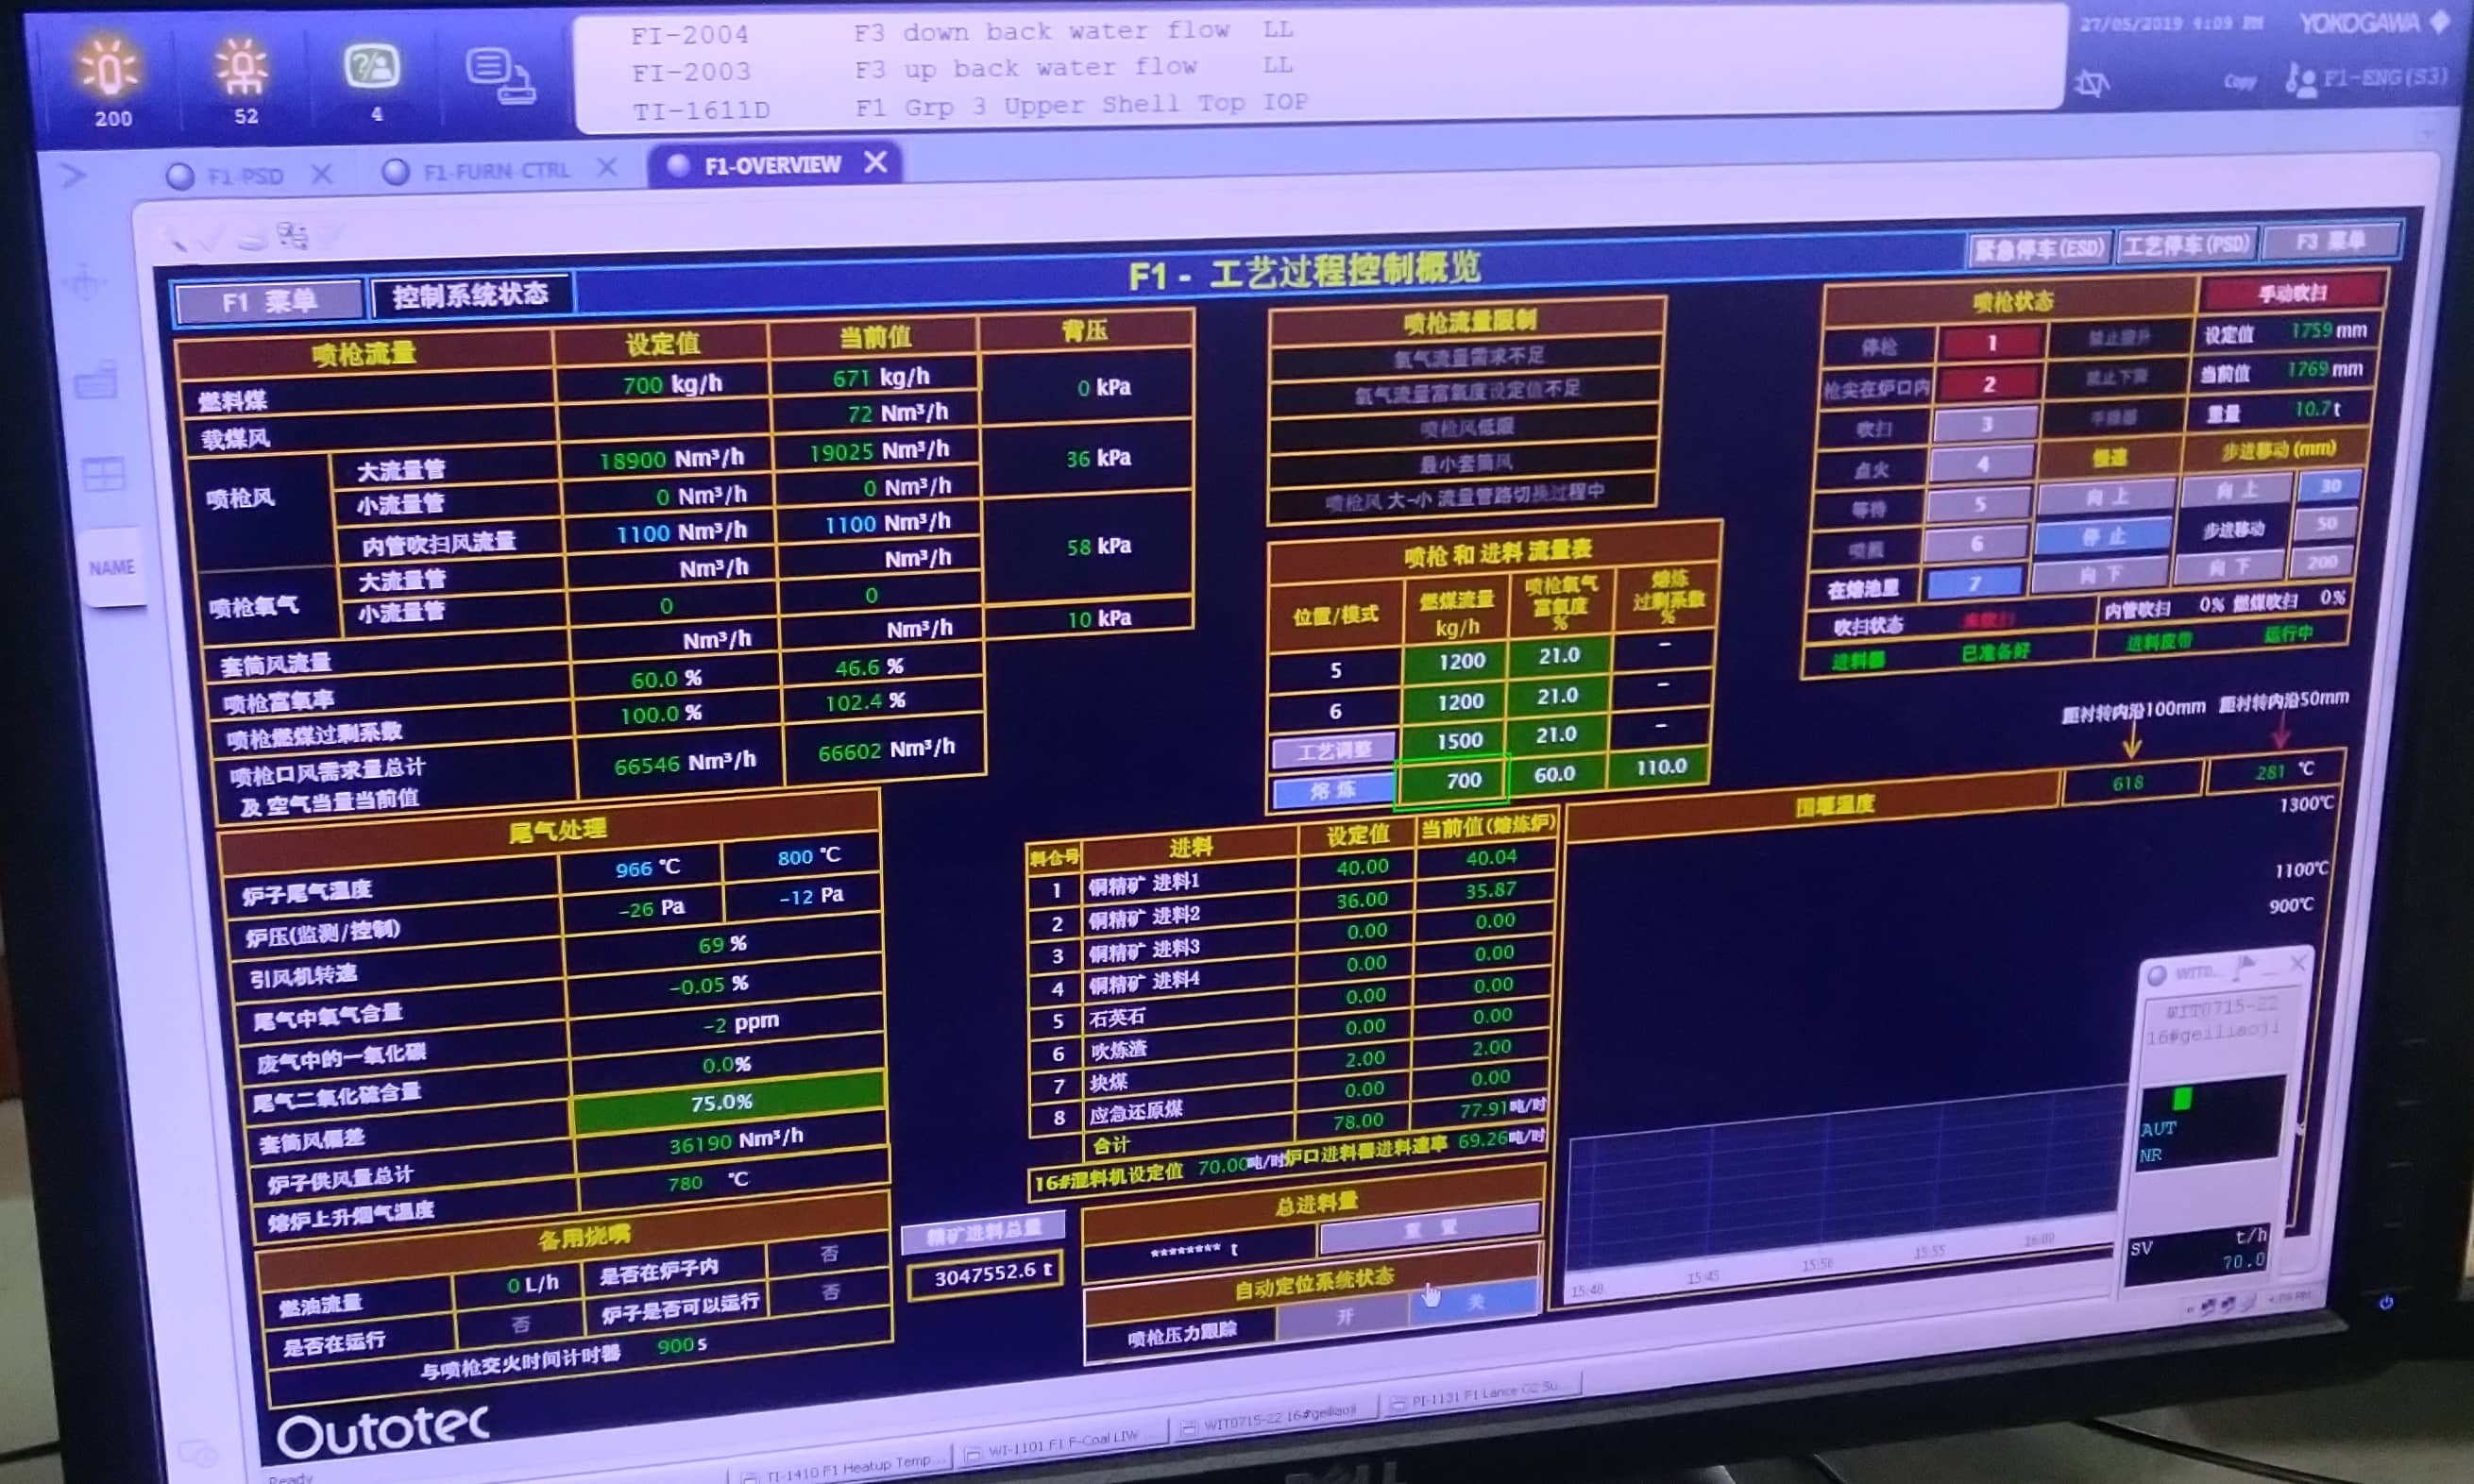 FI-2004 F3 down back water flow LL
FI-2003 F3 up back water flow LL
TI-1611D F1 Grp 3 Upper Shell Top IOP
27/05/2019 4:09 PM YOKOGAWA
200 52 4
Copy F1-ENG(S3)
F1-PSD F1-FURN-CTRL F1-OVERVIEW
NAME
F1 菜单 控制系统状态 F1 - 工艺过程控制概览 紧急停车(ESD) 工艺停车(PSD) F3 菜单
喷枪流量 设定值 当前值 背压
燃料煤 700 kg/h 671 kg/h 0 kPa
载煤风 72 Nm³/h
喷枪风 大流量管 18900 Nm³/h 19025 Nm³/h 36 kPa
小流量管 0 Nm³/h 0 Nm³/h
内管吹扫风流量 1100 Nm³/h 1100 Nm³/h 58 kPa
喷枪氧气 大流量管 Nm³/h Nm³/h
小流量管 0 0
套筒风流量 Nm³/h Nm³/h 10 kPa
喷枪富氧率 60.0 % 46.6 %
喷枪燃煤过剩系数 100.0 % 102.4 %
喷枪口风需求量总计 66546 Nm³/h 66602 Nm³/h
及 空气当量当前值
喷枪流量限制
氧气流量需求不足
氧气流量富氧度设定值不足
喷枪风低限
最小套筒风
喷枪风 大-小 流量管路切换过程中
喷枪 和 进料 流量表
位置/模式 燃煤流量 kg/h 喷枪氧气富氧度 % 熔炼过剩系数 %
5 1200 21.0 -
6 1200 21.0 -
工艺调整 1500 21.0 -
熔炼 700 60.0 110.0
喷枪状态 手动吹扫
停枪 1 禁止提升 设定值 1759 mm
枪尖在炉口内 2 禁止下降 当前值 1769 mm
吹扫 3 重量 10.7 t
点火 4 慢速 步进移动 (mm)
等待 5 向上 向上 30
6 停止 步进移动 50
在熔池里 7 向下 向下 200
吹扫状态 内管吹扫 0% 燃煤吹扫 0%
进料器 已准备好 进料皮带 运行中
距衬砖内沿100mm 距衬砖内沿50mm
围堰温度 618 281 ℃
1300℃
1100℃
900℃
15:40 15:45 15:50 15:55 16:00
尾气处理
炉子尾气温度 966 ℃ 800 ℃
炉压(监测/控制) -26 Pa -12 Pa
引风机转速 69 %
尾气中氧气含量 -0.05 %
废气中的一氧化碳 -2 ppm
尾气二氧化硫含量 0.0%
套筒风偏差 75.0%
炉子供风量总计 36190 Nm³/h
熔炉上升烟气温度 780 ℃
备用烧嘴
燃油流量 0 L/h 是否在炉子内 否
是否在运行 否 炉子是否可以运行 否
与喷枪交火时间计时器 900 s
料仓号 进料 设定值 当前值(熔炼炉)
1 铜精矿 进料1 40.00 40.04
2 铜精矿 进料2 36.00 35.87
3 铜精矿 进料3 0.00 0.00
4 铜精矿 进料4 0.00 0.00
5 石英石 0.00 0.00
6 吹炼渣 0.00 0.00
7 块煤 2.00 2.00
8 应急还原煤 0.00 0.00
合计 78.00 77.91吨/时
16#混料机设定值 70.00吨/时 炉口进料器进料速率 69.26吨/时
精矿进料总量
3047552.6 t
总进料量
******** t 重 置
自动定位系统状态
喷枪压力跟踪 开 关
WIT0...
WIT0715-22
16#geiliaoji
AUT
NR
SV t/h
70.0
Outotec
Ready
TI-1410 F1 Heatup Temp... WI-1101 F1 F-Coal LIW WIT0715-22 16#geiliaoji PI-1131 F1 Lance O2 Su...
4:09 PM
DELL